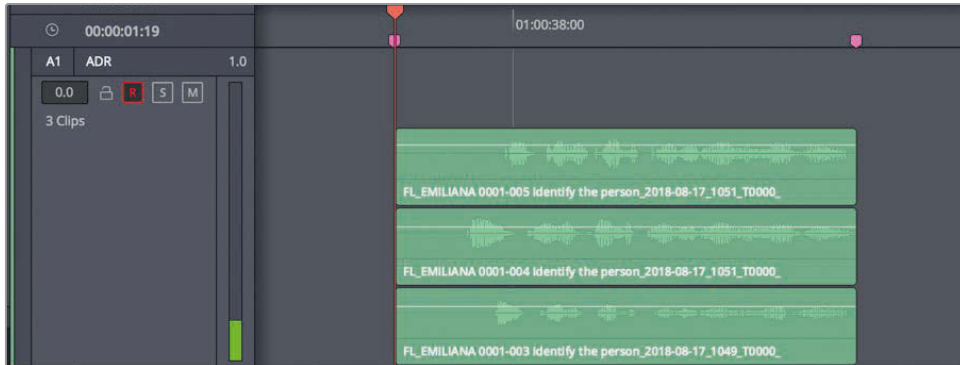 00:00:01:19
01:00:38:00
A1 ADR 1.0
0.0 R S M
3 Clips
FL_EMILIANA 0001-005 Identify the person_2018-08-17_1051_T0000_
FL_EMILIANA 0001-004 Identify the person_2018-08-17_1051_T0000_
FL_EMILIANA 0001-003 Identify the person_2018-08-17_1049_T0000_